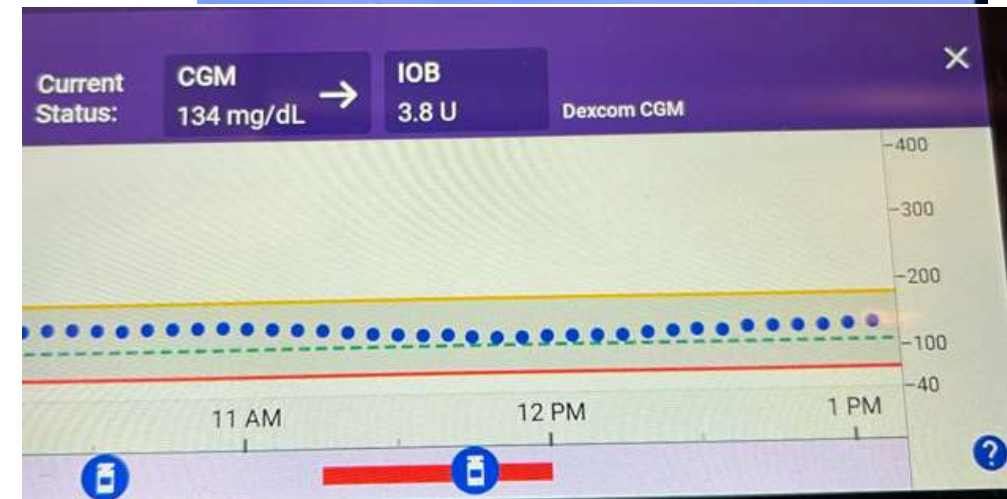 Current Status:
CGM
134 mg/dL →
IOB
3.8 U
Dexcom CGM
400
300
200
100
40
11 AM
12 PM
1 PM
?